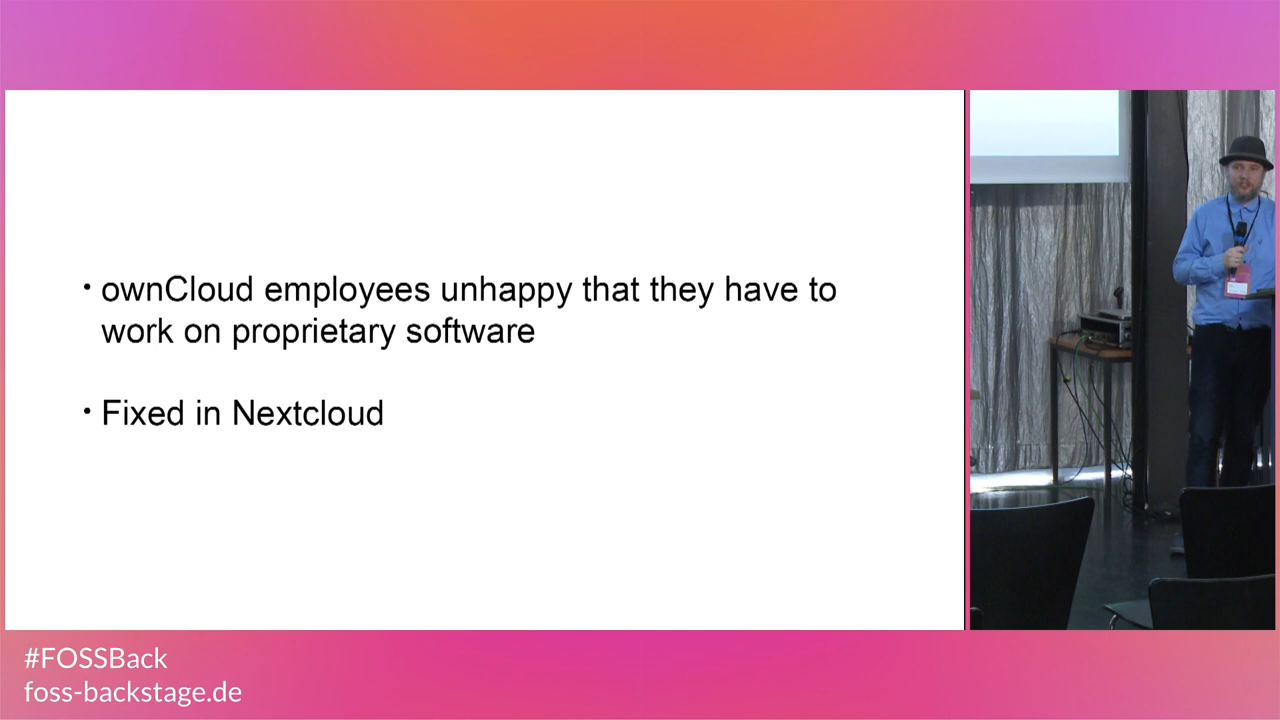 • ownCloud employees unhappy that they have to
work on proprietary software
• Fixed in Nextcloud
#FOSSBack
foss-backstage.de